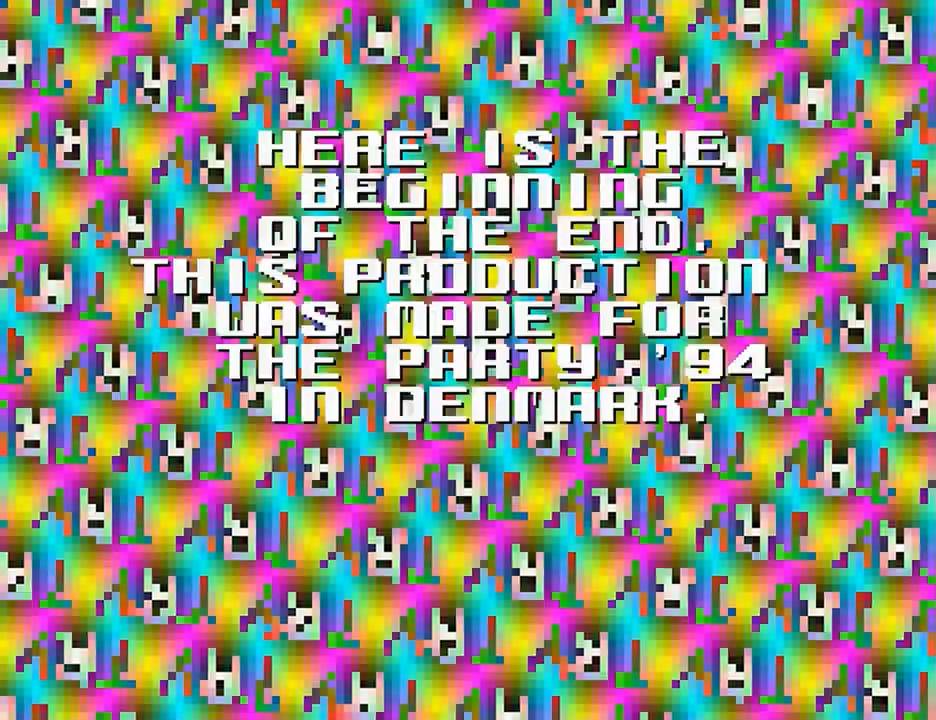 HERE IS THE
BEGINNING
OF THE END.
THIS PRODUCTION
WAS MADE FOR
THE PARTY '94
IN DENMARK.